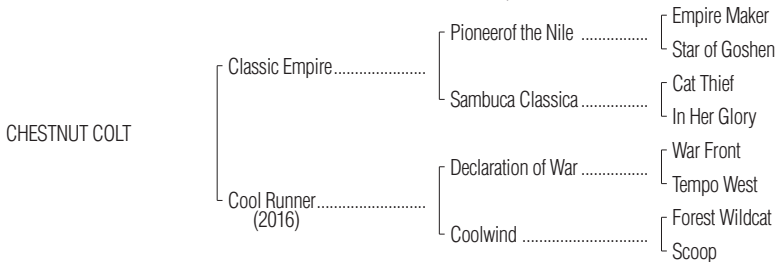 Empire Maker
Pioneerof the Nile ................
Star of Goshen
Classic Empire......................
Cat Thief
Sambuca Classica ................
In Her Glory
CHESTNUT COLT
War Front
Declaration of War ................
Tempo West
Cool Runner..........................
(2016)
Forest Wildcat
Coolwind ..............................
Scoop